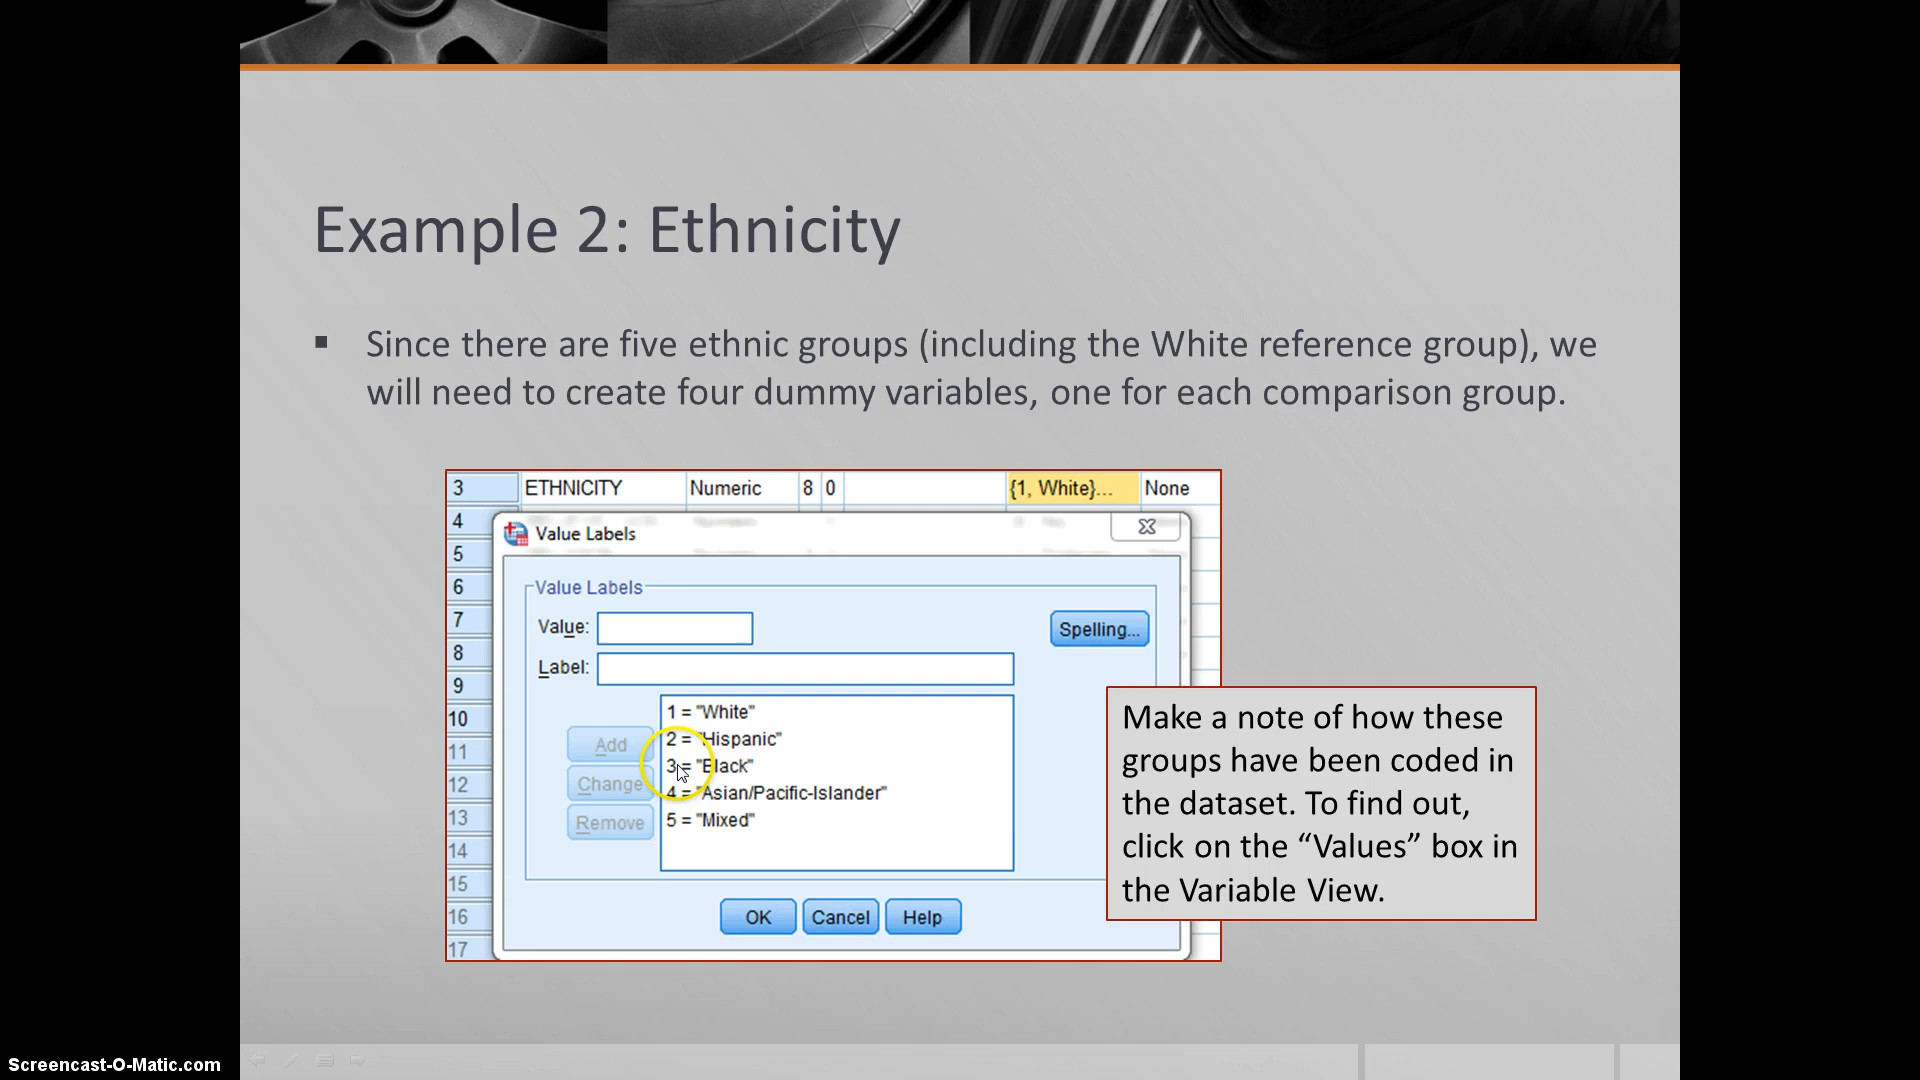 Example 2: Ethnicity
▪ Since there are five ethnic groups (including the White reference group), we
will need to create four dummy variables, one for each comparison group.
3 ETHNICITY Numeric 8 0 {1, White}... None
4
5
6
7
8
9
10
11
12
13
14
15
16
17
Value Labels
Value Labels
Value:
Spelling...
Label:
1 = "White"
2 = "Hispanic"
3 = "Black"
4 = "Asian/Pacific-Islander"
5 = "Mixed"
Add
Change
Remove
OK Cancel Help
Make a note of how these
groups have been coded in
the dataset. To find out,
click on the “Values” box in
the Variable View.
Screencast-O-Matic.com